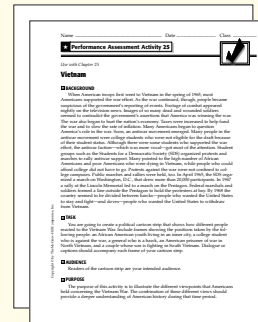 Name Date Class
Performance Assessment Activity 25
Use with Chapter 25
Vietnam
BACKGROUND
When American troops first went to Vietnam in the spring of 1965, most
Americans supported the war effort. As the war continued, though, people became
suspicious of the government's reporting of events. Footage of combat appeared
nightly on the television news. Images of so many dead and wounded soldiers
seemed to contradict the government's assertions that America was winning the war.
The war also began to hurt the nation's economy. Taxes were increased to help fund
the war and to slow the rate of inflation. Many Americans began to question
America's role in the war. Soon, an antiwar movement emerged. Many people in the
antiwar movement were college students who were not eligible for the draft because
of their student status. Although there were some students who supported the war
effort, the antiwar faction—which was more vocal—got most of the attention. Student
groups such as the Students for a Democratic Society (SDS) organized protests and
marches to rally antiwar support. Many pointed to the high number of African
Americans and poor Americans who were dying in Vietnam, while people who could
afford college did not have to go. Protests against the war were not confined to col-
lege campuses. Public marches and rallies were held, too. In April 1965, the SDS organ-
ized a march on Washington, D.C., that drew more than 20,000 participants. In 1967
a rally at the Lincoln Memorial led to a march on the Pentagon. Federal marshals and
soldiers formed a line outside the Pentagon to hold the protesters at bay. By 1968 the
country seemed to be divided between hawks—people who wanted the United States
to stay and fight—and doves—people who wanted the United States to withdraw
from Vietnam.
TASK
You are going to create a political cartoon strip that shows how different people
reacted to the Vietnam War. Include frames showing the positions taken by the fol-
lowing people: an African American youth living in an inner city, a college student
who is against the war, a general who is a hawk, an American prisoner of war in
North Vietnam, and a couple whose son is fighting in South Vietnam. Dialogue or
captions should accompany each frame of your cartoon strip.
AUDIENCE
Readers of the cartoon strip are your intended audience.
PURPOSE
The purpose of this activity is to illustrate the different viewpoints that Americans
held concerning the Vietnam War. The combination of these different views should
provide a deeper understanding of American history during that time period.